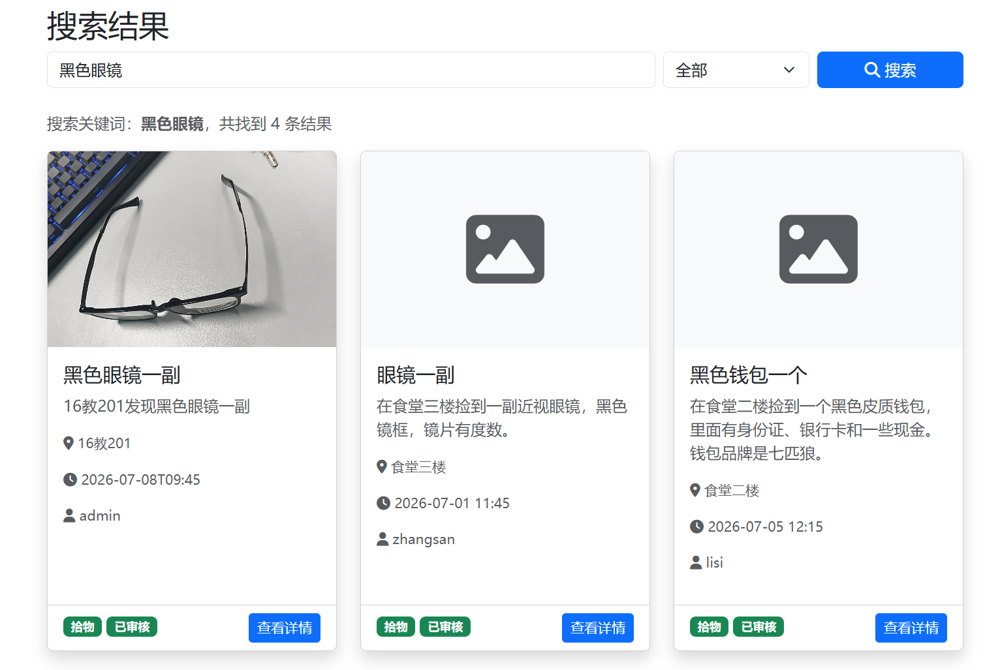 搜索结果
黑色眼镜
全部
搜索
搜索关键词：黑色眼镜，共找到 4 条结果
黑色眼镜一副
16教201发现黑色眼镜一副
16教201
2026-07-08T09:45
admin
拾物 已审核 查看详情
眼镜一副
在食堂三楼捡到一副近视眼镜，黑色
镜框，镜片有度数。
食堂三楼
2026-07-01 11:45
zhangsan
拾物 已审核 查看详情
黑色钱包一个
在食堂二楼捡到一个黑色皮质钱包，
里面有身份证、银行卡和一些现金。
钱包品牌是七匹狼。
食堂二楼
2026-07-05 12:15
lisi
拾物 已审核 查看详情